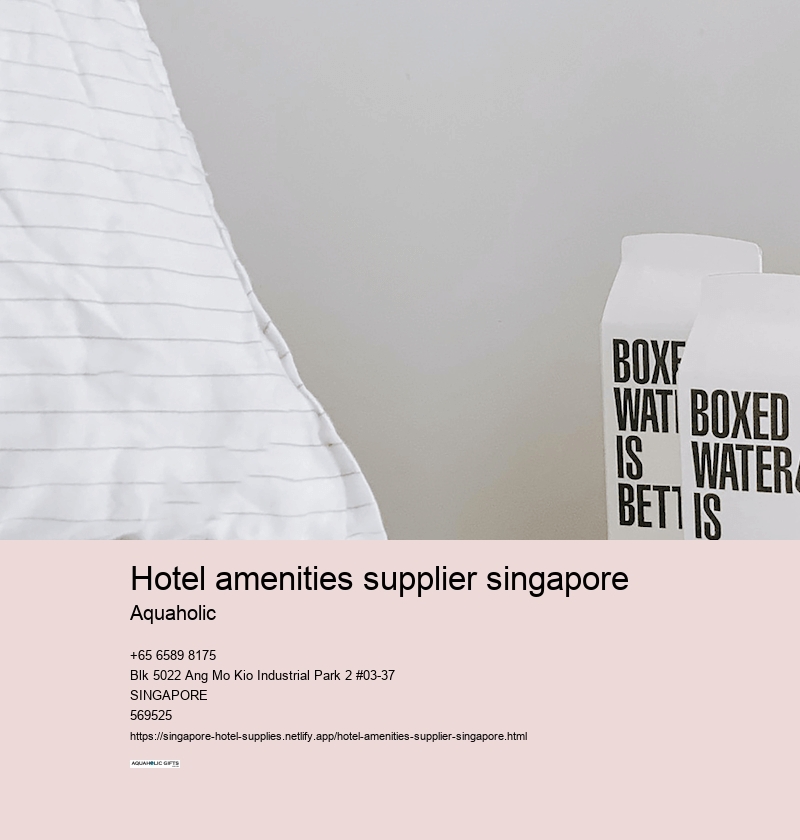 BOXE
WAT
IS
BETT
BOXED
WATER
IS
Hotel amenities supplier singapore
Aquaholic
+65 6589 8175
Blk 5022 Ang Mo Kio Industrial Park 2 #03-37
SINGAPORE
569525
https://singapore-hotel-supplies.netlify.app/hotel-amenities-supplier-singapore.html
AQUAHOLIC GIFTS